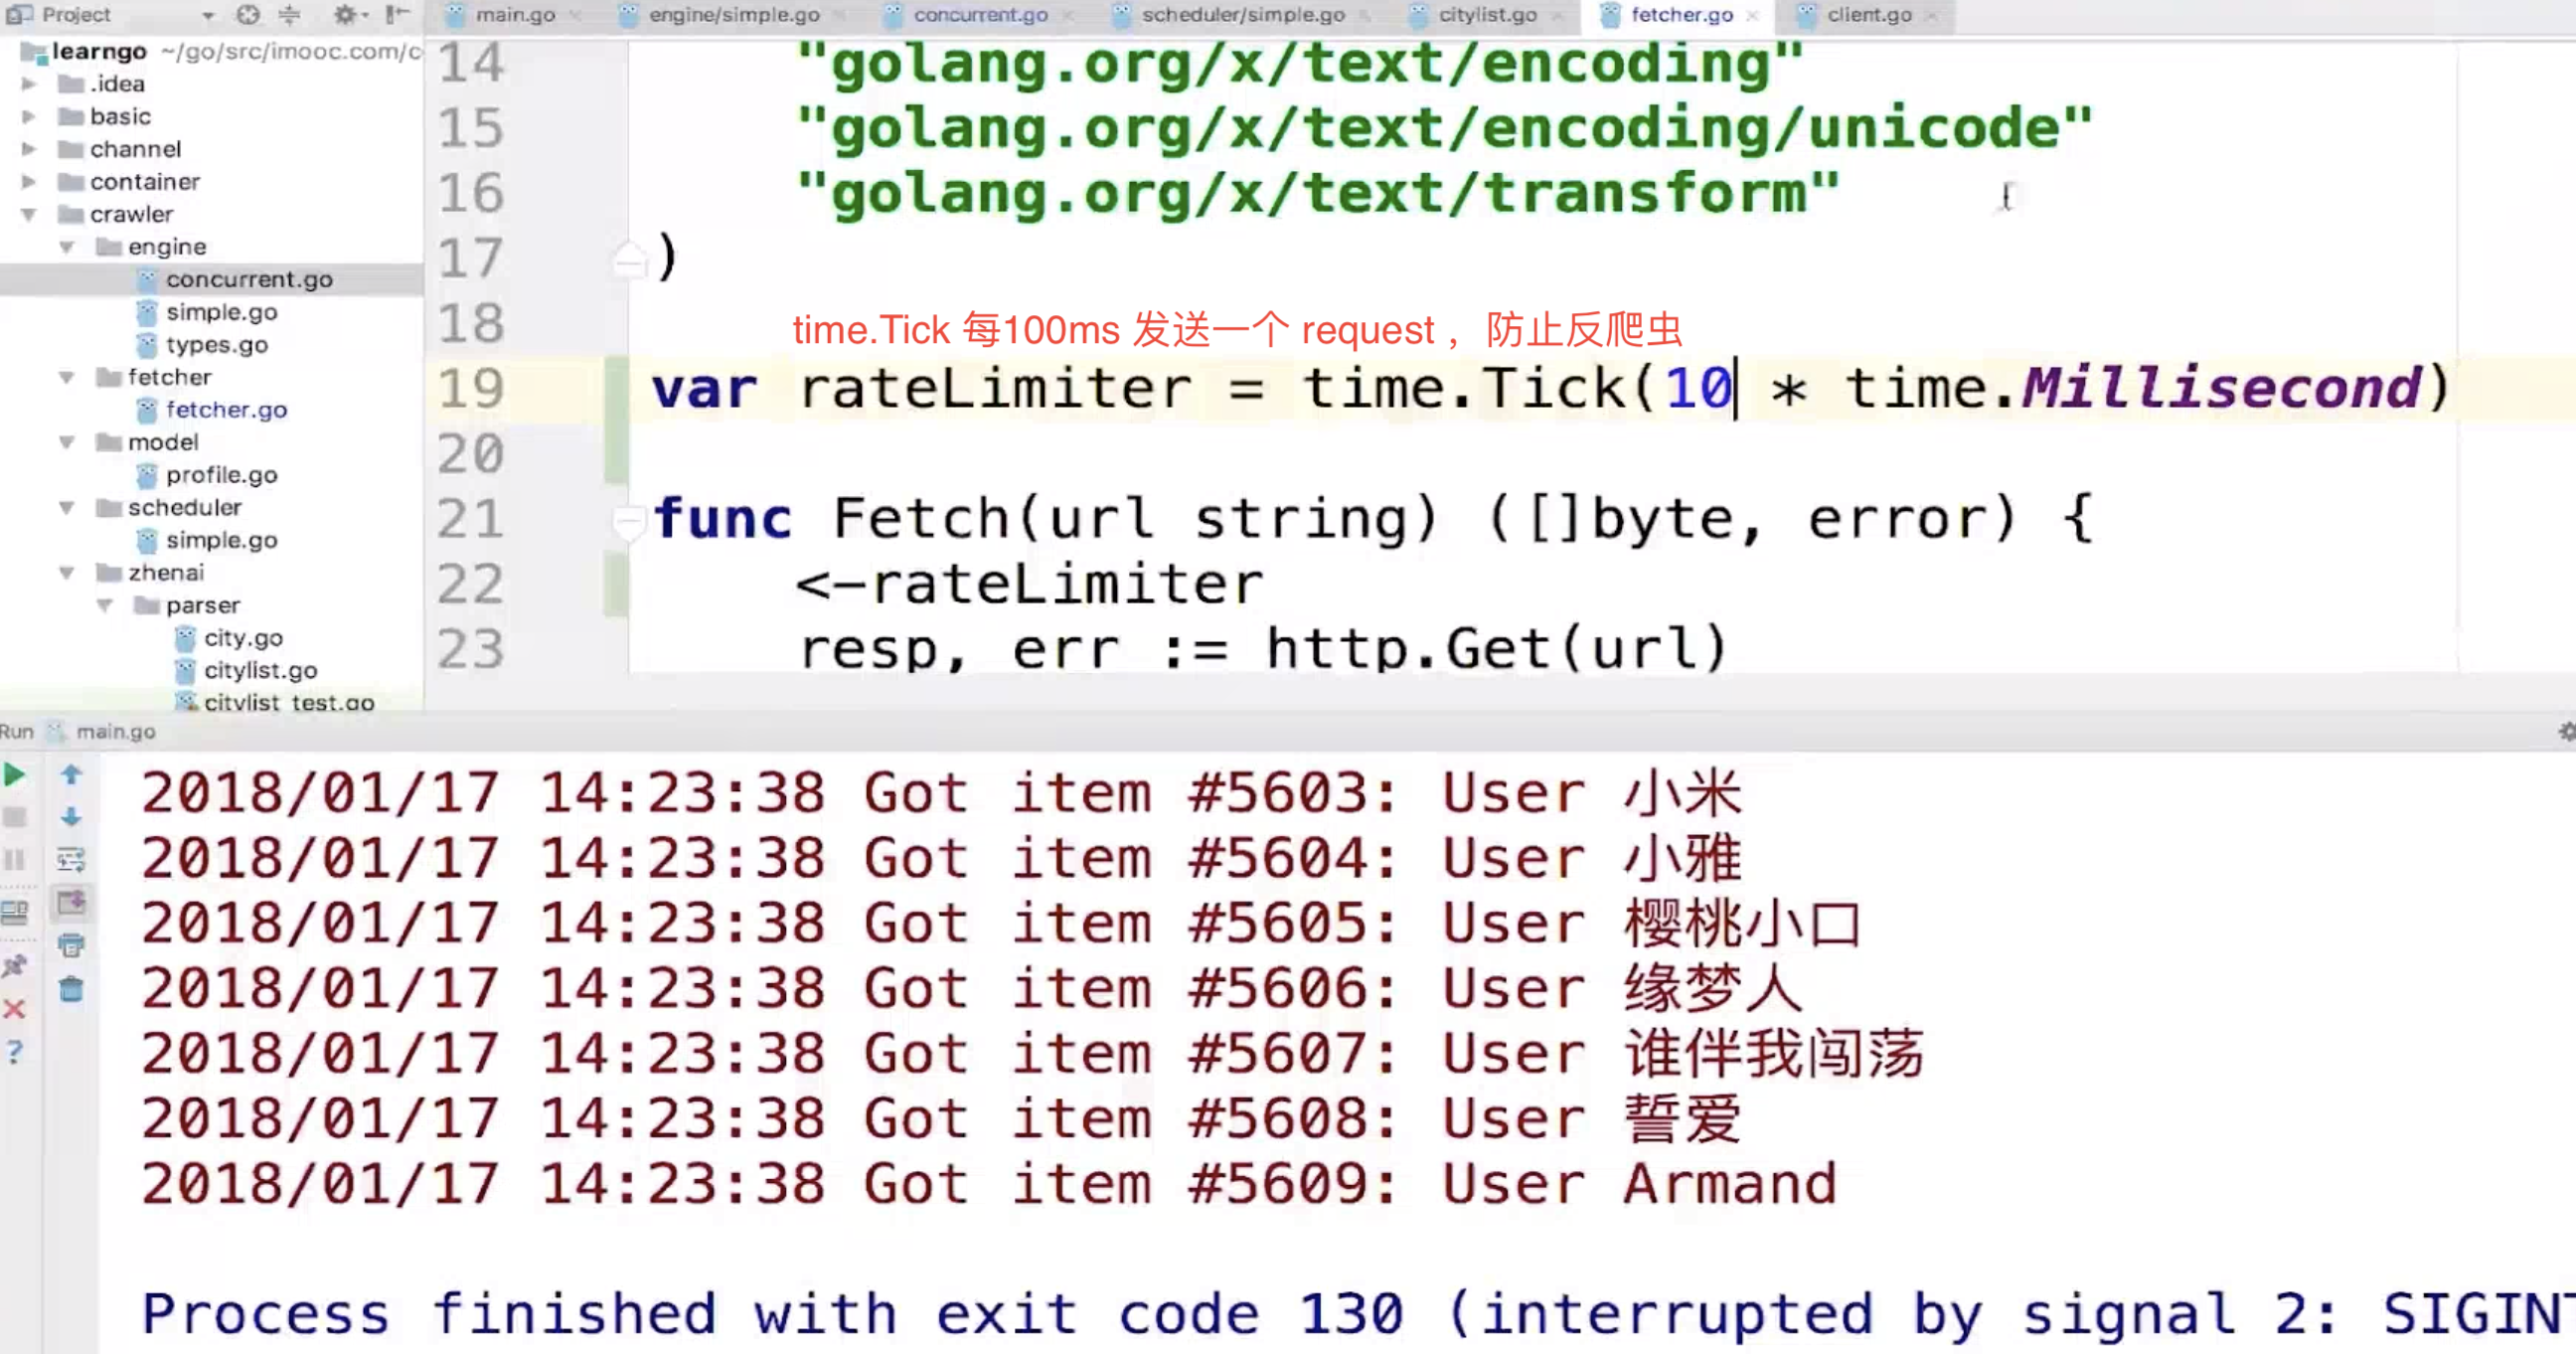 Project
main.go
engine/simple.go
concurrent.go
scheduler/simple.go
citylist.go
fetcher.go
client.go
learngo ~/go/src/imooc.com/c
.idea
basic
channel
container
crawler
engine
concurrent.go
simple.go
types.go
fetcher
fetcher.go
model
profile.go
scheduler
simple.go
zhenai
parser
city.go
citylist.go
citylist_test.go
14 "golang.org/x/text/encoding"
15 "golang.org/x/text/encoding/unicode"
16 "golang.org/x/text/transform"
17 )
18
time.Tick 每100ms 发送一个 request ，防止反爬虫
19 var rateLimiter = time.Tick(10 * time.Millisecond)
20
21 func Fetch(url string) ([]byte, error) {
22 <-rateLimiter
23 resp, err := http.Get(url)
Run main.go
2018/01/17 14:23:38 Got item #5603: User 小米
2018/01/17 14:23:38 Got item #5604: User 小雅
2018/01/17 14:23:38 Got item #5605: User 樱桃小口
2018/01/17 14:23:38 Got item #5606: User 缘梦人
2018/01/17 14:23:38 Got item #5607: User 谁伴我闯荡
2018/01/17 14:23:38 Got item #5608: User 誓爱
2018/01/17 14:23:38 Got item #5609: User Armand
Process finished with exit code 130 (interrupted by signal 2: SIGIN